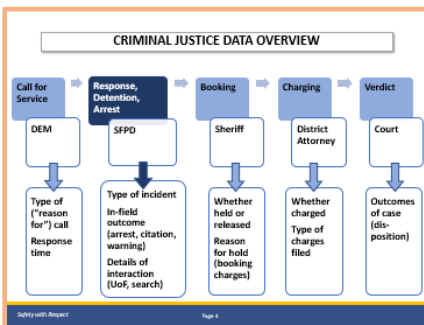 CRIMINAL JUSTICE DATA OVERVIEW
Call for
Service
Response,
Detention,
Arrest
Booking
Charging
Verdict
DEM
SFPD
Sheriff
District
Attorney
Court
Type of
("reason
for") call
Response
time
Type of incident
In-field
outcome
(arrest, citation,
warning)
Details of
interaction
(UoF, search)
Whether
held or
released
Reason
for hold
(booking
charges)
Whether
charged
Type of
charges
filed
Outcomes
of case
(dis-
position)
Safety with Respect
Page 4